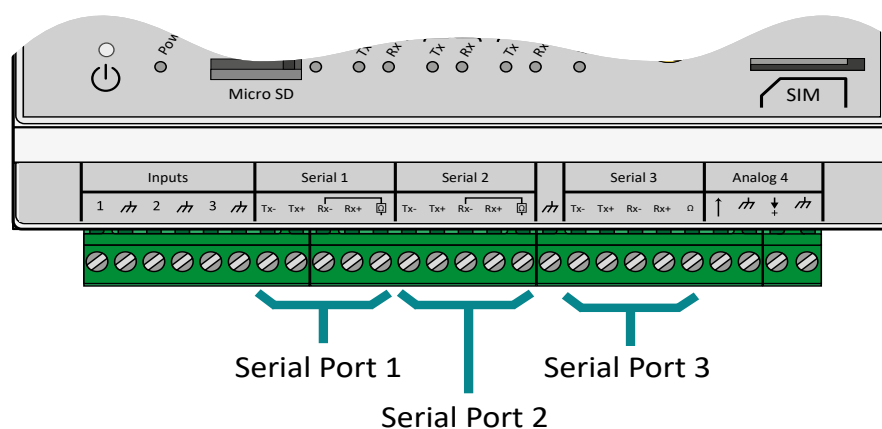 Tx Rx Tx Rx Tx
Micro SD
SIM
Inputs Serial 1 Serial 2 Serial 3 Analog 4
1 2 3 Tx- Tx+ Rx- Rx+ Ω Tx- Tx+ Rx- Rx+ Ω Tx- Tx+ Rx- Rx+ Ω +
Serial Port 1 Serial Port 3
Serial Port 2